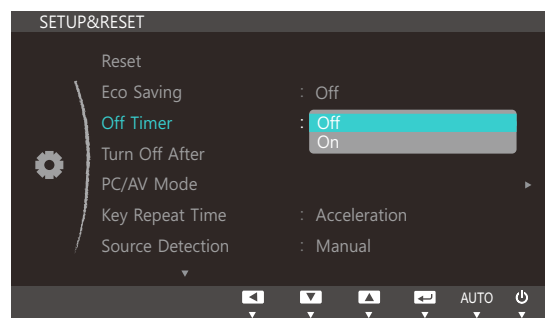 SETUP&RESET
Reset
Eco Saving : Off
Off Timer : Off
On
Turn Off After
PC/AV Mode
Key Repeat Time : Acceleration
Source Detection : Manual
AUTO